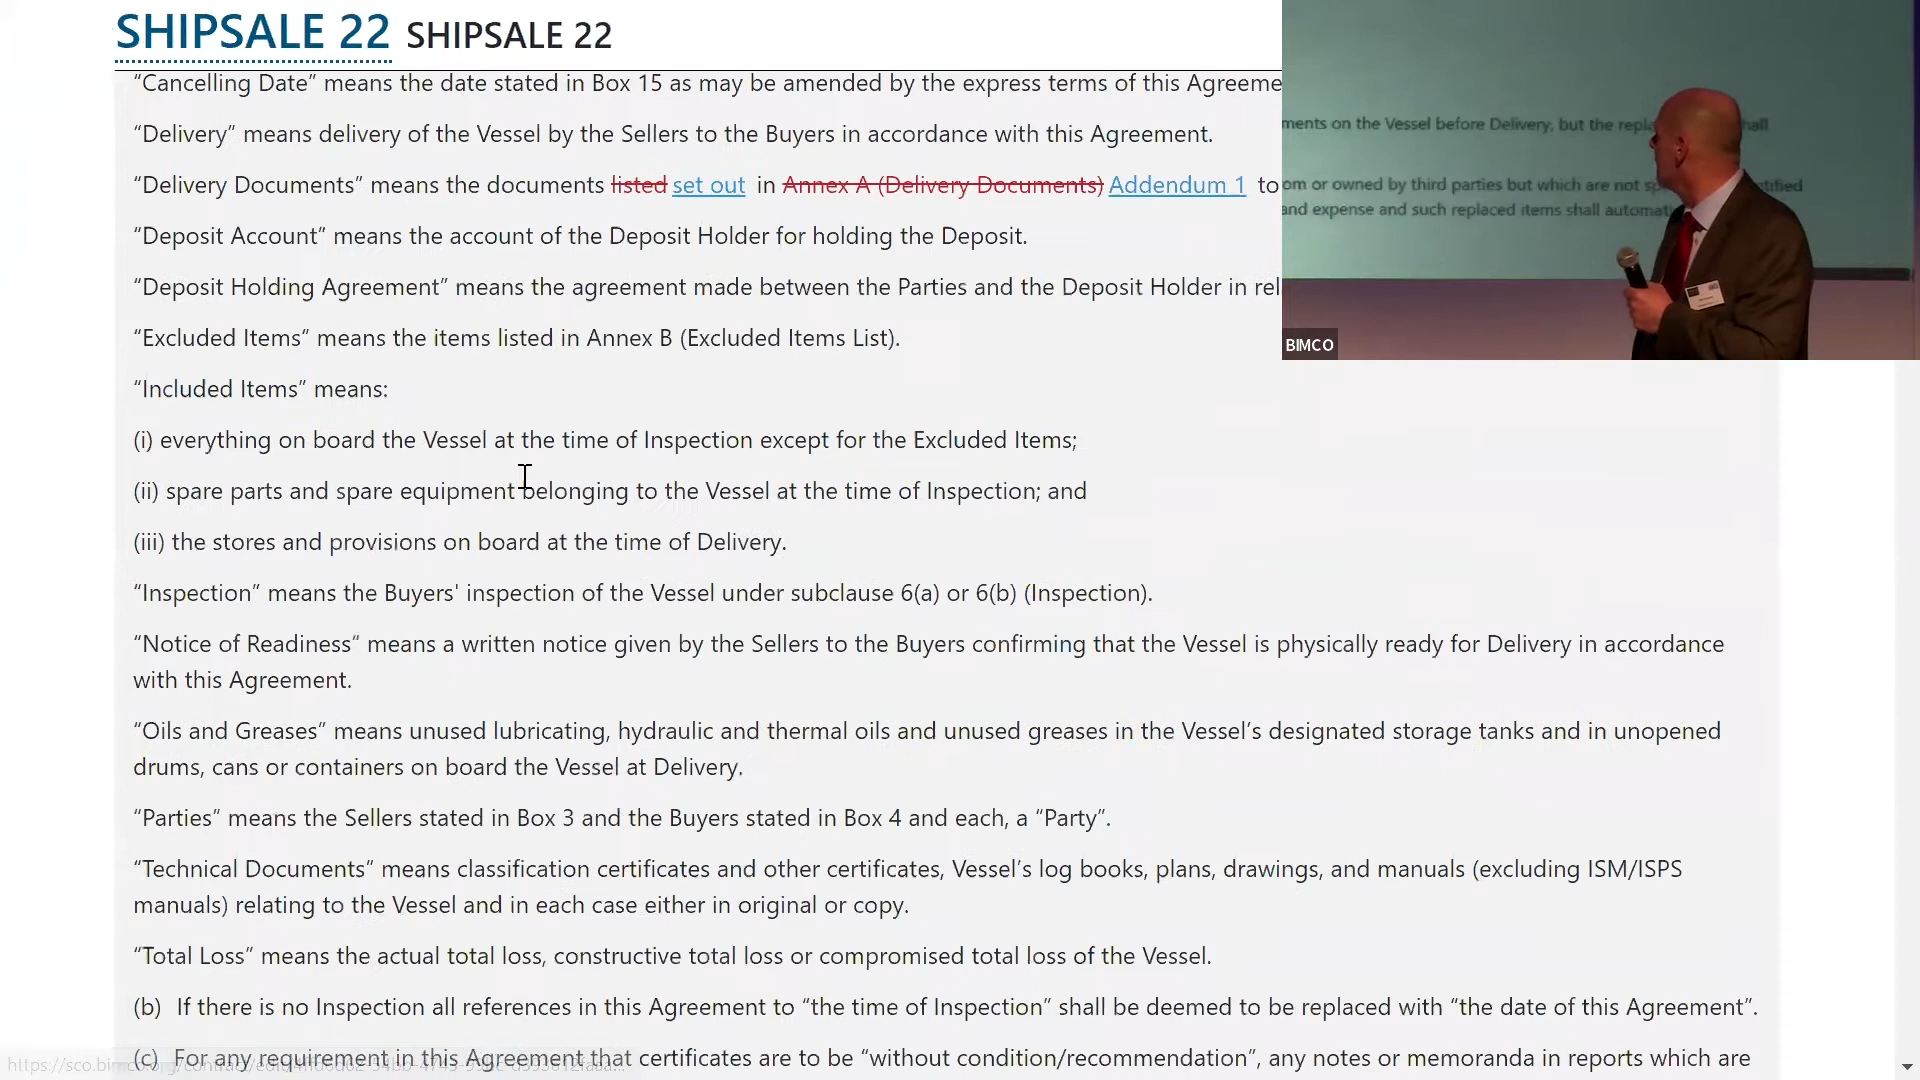 SHIPSALE 22 SHIPSALE 22
“Cancelling Date” means the date stated in Box 15 as may be amended by the express terms of this Agreeme
“Delivery” means delivery of the Vessel by the Sellers to the Buyers in accordance with this Agreement.
“Delivery Documents” means the documents listed set out in Annex A (Delivery Documents) Addendum 1 to
“Deposit Account” means the account of the Deposit Holder for holding the Deposit.
“Deposit Holding Agreement” means the agreement made between the Parties and the Deposit Holder in rel
“Excluded Items” means the items listed in Annex B (Excluded Items List).
“Included Items” means:
(i) everything on board the Vessel at the time of Inspection except for the Excluded Items;
(ii) spare parts and spare equipment belonging to the Vessel at the time of Inspection; and
(iii) the stores and provisions on board at the time of Delivery.
“Inspection” means the Buyers' inspection of the Vessel under subclause 6(a) or 6(b) (Inspection).
“Notice of Readiness“ means a written notice given by the Sellers to the Buyers confirming that the Vessel is physically ready for Delivery in accordance
with this Agreement.
“Oils and Greases” means unused lubricating, hydraulic and thermal oils and unused greases in the Vessel’s designated storage tanks and in unopened
drums, cans or containers on board the Vessel at Delivery.
“Parties” means the Sellers stated in Box 3 and the Buyers stated in Box 4 and each, a “Party”.
“Technical Documents” means classification certificates and other certificates, Vessel’s log books, plans, drawings, and manuals (excluding ISM/ISPS
manuals) relating to the Vessel and in each case either in original or copy.
“Total Loss” means the actual total loss, constructive total loss or compromised total loss of the Vessel.
(b) If there is no Inspection all references in this Agreement to “the time of Inspection” shall be deemed to be replaced with “the date of this Agreement”.
(c) For any requirement in this Agreement that certificates are to be “without condition/recommendation”, any notes or memoranda in reports which are
ments on the Vessel before Delivery, but the repla
om or owned by third parties but which are not sp
and expense and such replaced items shall automat
BIMCO